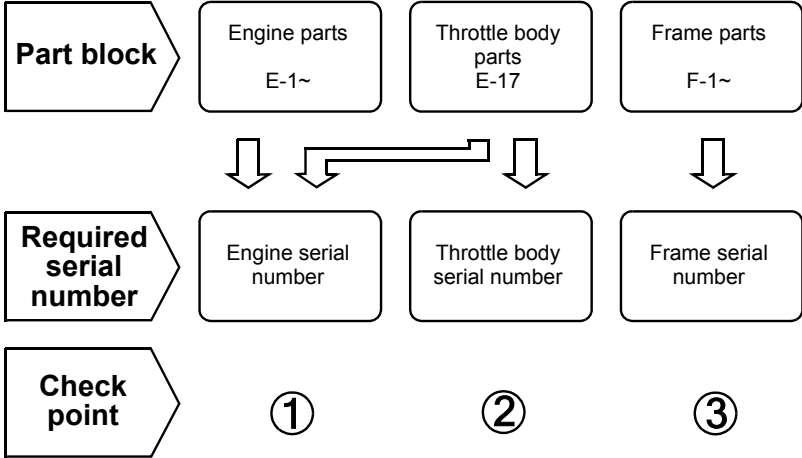 Part block
Engine parts
E-1~
Throttle body
parts
E-17
Frame parts
F-1~
Required
serial
number
Engine serial
number
Throttle body
serial number
Frame serial
number
Check
point
①
②
③